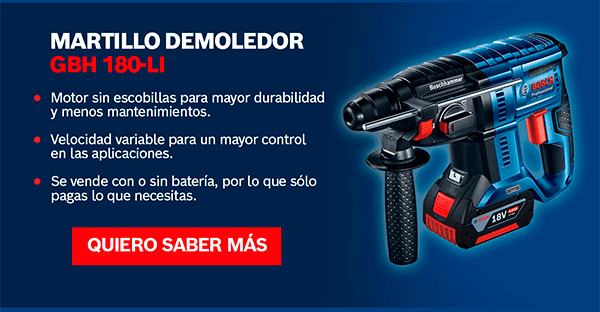 MARTILLO DEMOLEDOR
GBH 180-LI
Motor sin escobillas para mayor durabilidad
y menos mantenimientos.
Velocidad variable para un mayor control
en las aplicaciones.
Se vende con o sin batería, por lo que sólo
pagas lo que necesitas.
QUIERO SABER MÁS
Boschhammer
BOSCH
Professional
18V